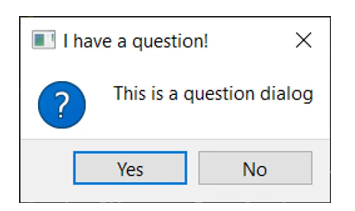 I have a question!
This is a question dialog
?
Yes
No